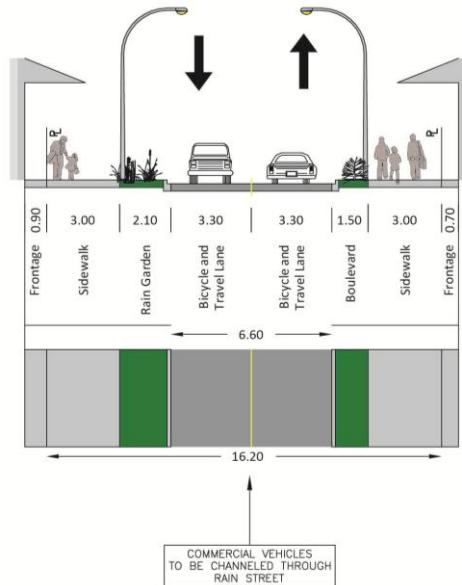 PL
PL
0.90
3.00
2.10
3.30
3.30
1.50
3.00
0.70
Frontage
Sidewalk
Rain Garden
Bicycle and
Travel Lane
Bicycle and
Travel Lane
Boulevard
Sidewalk
Frontage
6.60
16.20
COMMERCIAL VEHICLES
TO BE CHANNELED THROUGH
RAIN STREET